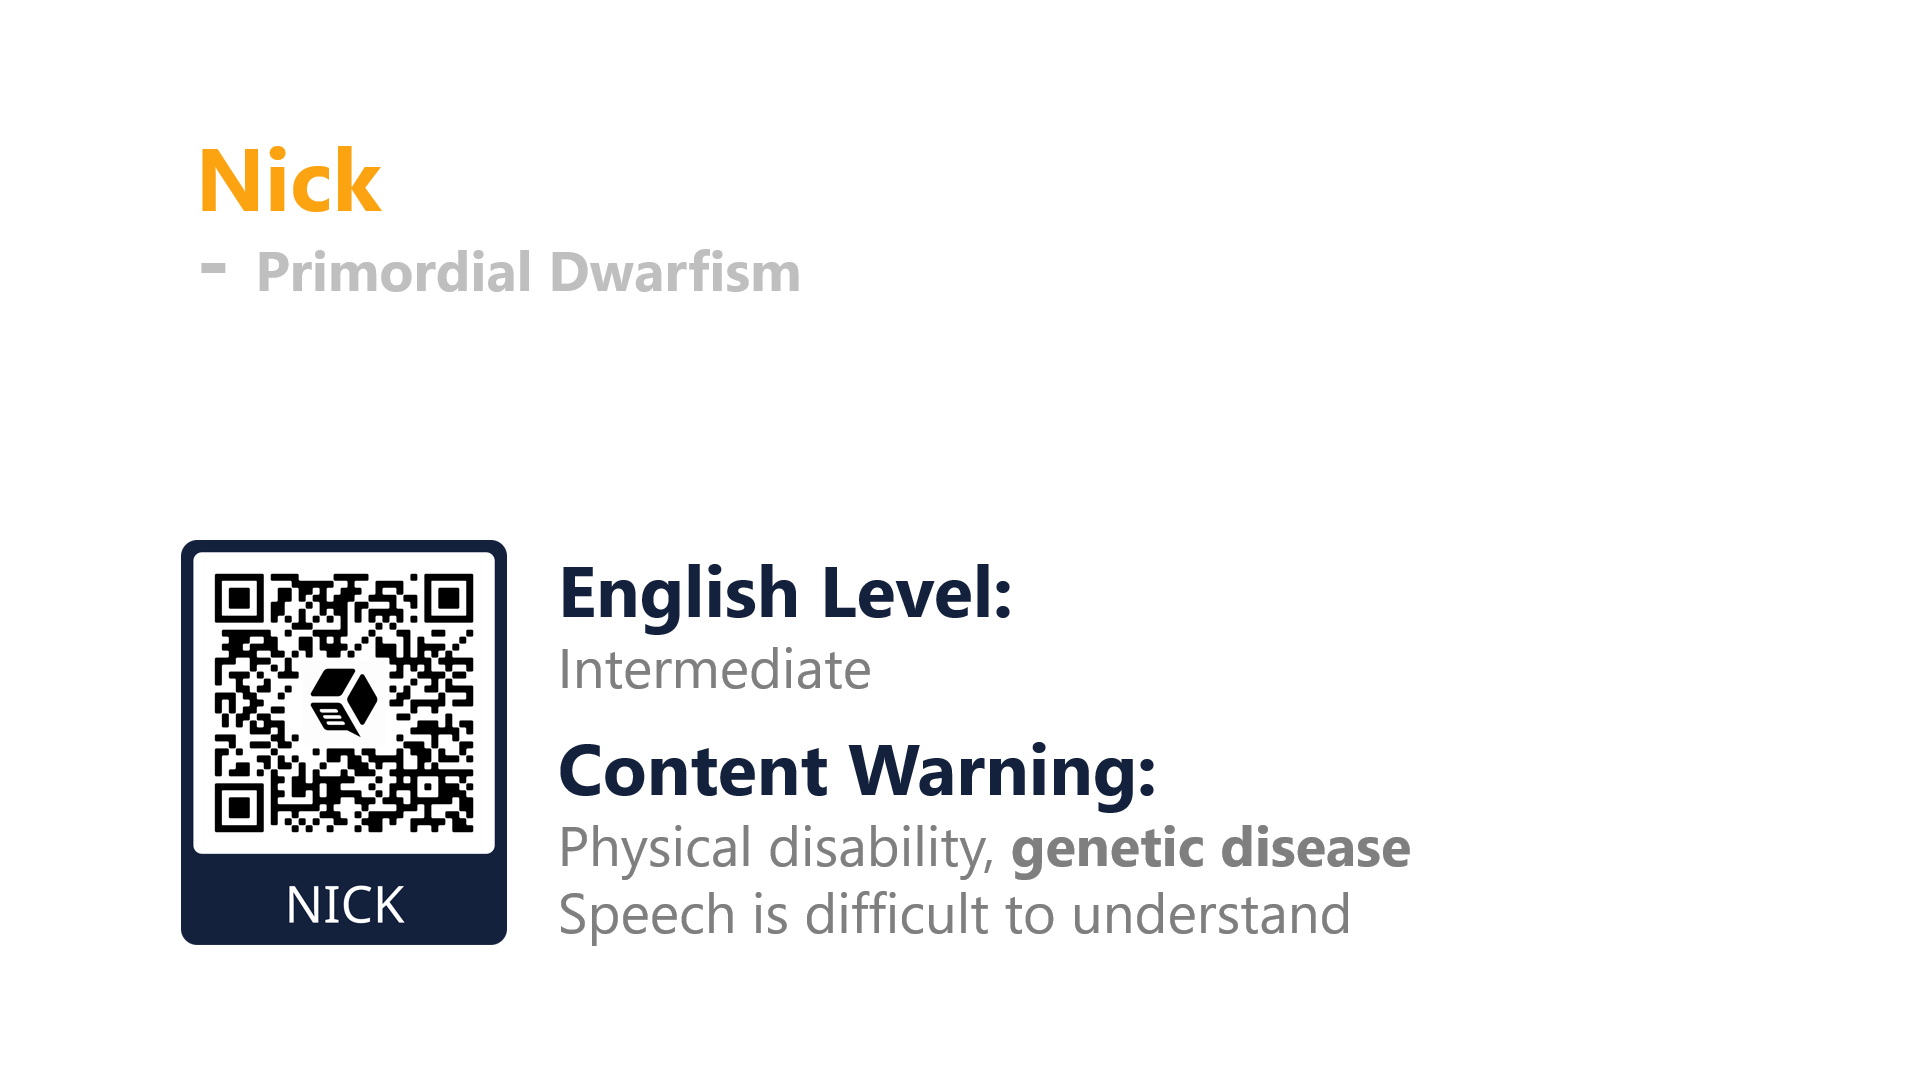 Nick
- Primordial Dwarfism
English Level:
Intermediate
Content Warning:
Physical disability, genetic disease
Speech is difficult to understand
NICK